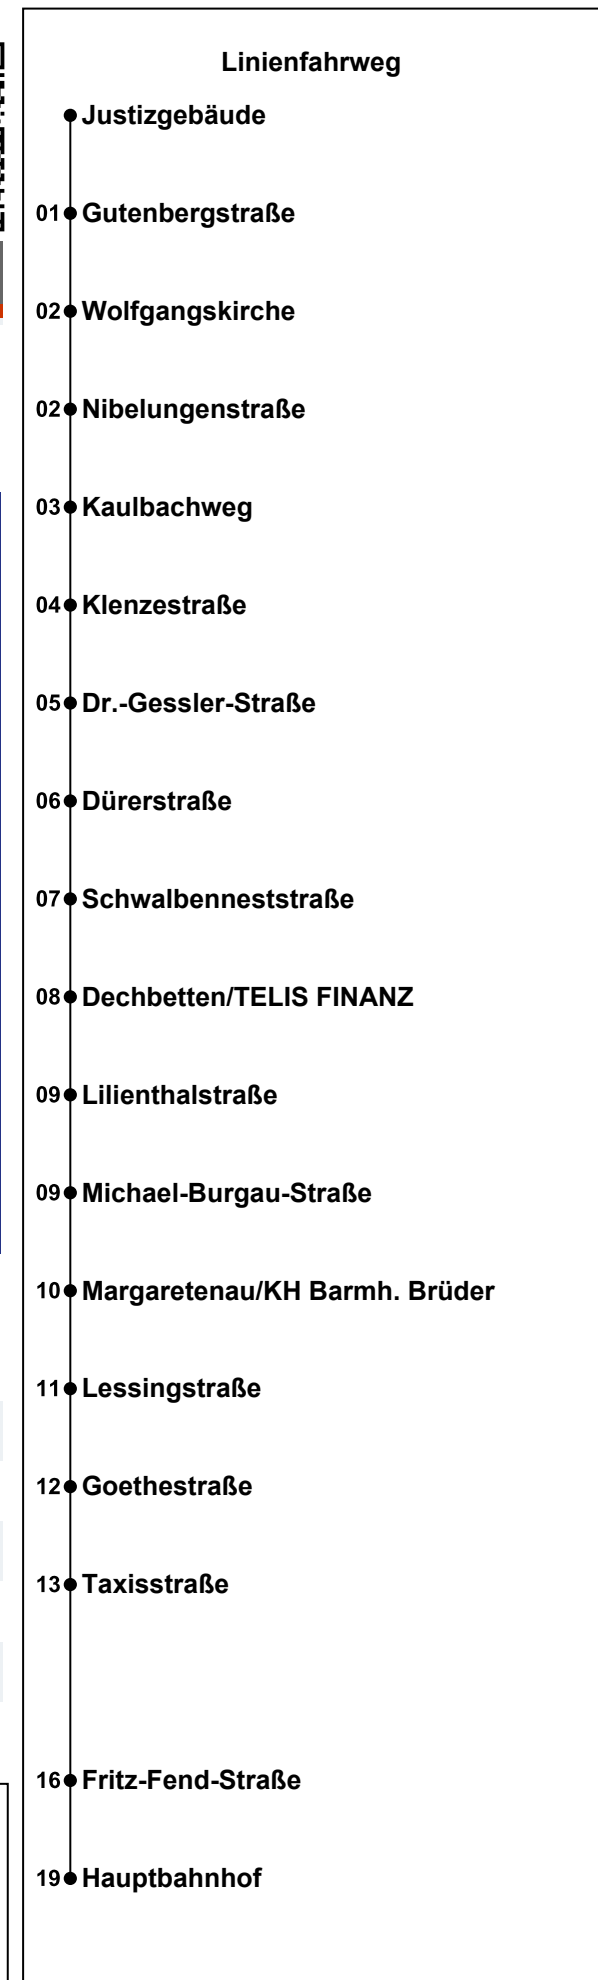 Linienfahrweg
Justizgebäude
01 Gutenbergstraße
02 Wolfgangskirche
02 Nibelungenstraße
03 Kaulbachweg
04 Klenzestraße
05 Dr.-Gessler-Straße
06 Dürerstraße
07 Schwalbenneststraße
08 Dechbetten/TELIS FINANZ
09 Lilienthalstraße
09 Michael-Burgau-Straße
10 Margaretenau/KH Barmh. Brüder
11 Lessingstraße
12 Goethestraße
13 Taxisstraße
16 Fritz-Fend-Straße
19 Hauptbahnhof